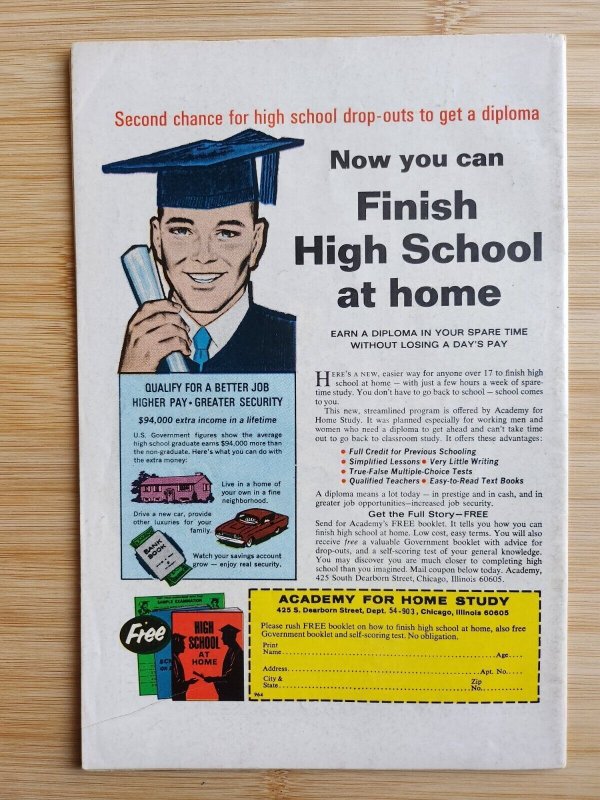 Second chance for high school drop-outs to get a diploma
Now you can
Finish
High School
at home
EARN A DIPLOMA IN YOUR SPARE TIME
WITHOUT LOSING A DAY'S PAY
QUALIFY FOR A BETTER JOB
HIGHER PAY • GREATER SECURITY
$94,000 extra income in a lifetime
U.S. Government figures show the average
high school graduate earns $94,000 more than
the non-graduate. Here's what you can do with
the extra money:
Live in a home of
your own in a fine
neighborhood.
Drive a new car, provide
other luxuries for your
family.
BANK
BOOK
Watch your savings account
grow — enjoy real security.
HERE'S A NEW, easier way for anyone over 17 to finish high
school at home — with just a few hours a week of spare-
time study. You don't have to go back to school — school comes
to you.
This new, streamlined program is offered by Academy for
Home Study. It was planned especially for working men and
women who need a diploma to get ahead and can't take time
out to go back to classroom study. It offers these advantages:
• Full Credit for Previous Schooling
• Simplified Lessons • Very Little Writing
• True-False Multiple-Choice Tests
• Qualified Teachers • Easy-to-Read Text Books
A diploma means a lot today — in prestige and in cash, and in
greater job opportunities—increased job security.
Get the Full Story—FREE
Send for Academy's FREE booklet. It tells you how you can
finish high school at home. Low cost, easy terms. You will also
receive free a valuable Government booklet with advice for
drop-outs, and a self-scoring test of your general knowledge.
You may discover you are much closer to completing high
school than you imagined. Mail coupon below today. Academy,
425 South Dearborn Street, Chicago, Illinois 60605.
SAMPLE EXAMINATION
Free
HIGH
SCHOOL
AT
HOME
ACADEMY FOR HOME STUDY
425 S. Dearborn Street, Dept. 54-903, Chicago, Illinois 60605
Please rush FREE booklet on how to finish high school at home, also free
Government booklet and self-scoring test. No obligation.
Print
Name Age
Address Apt. No.
City & Zip
State No.
964